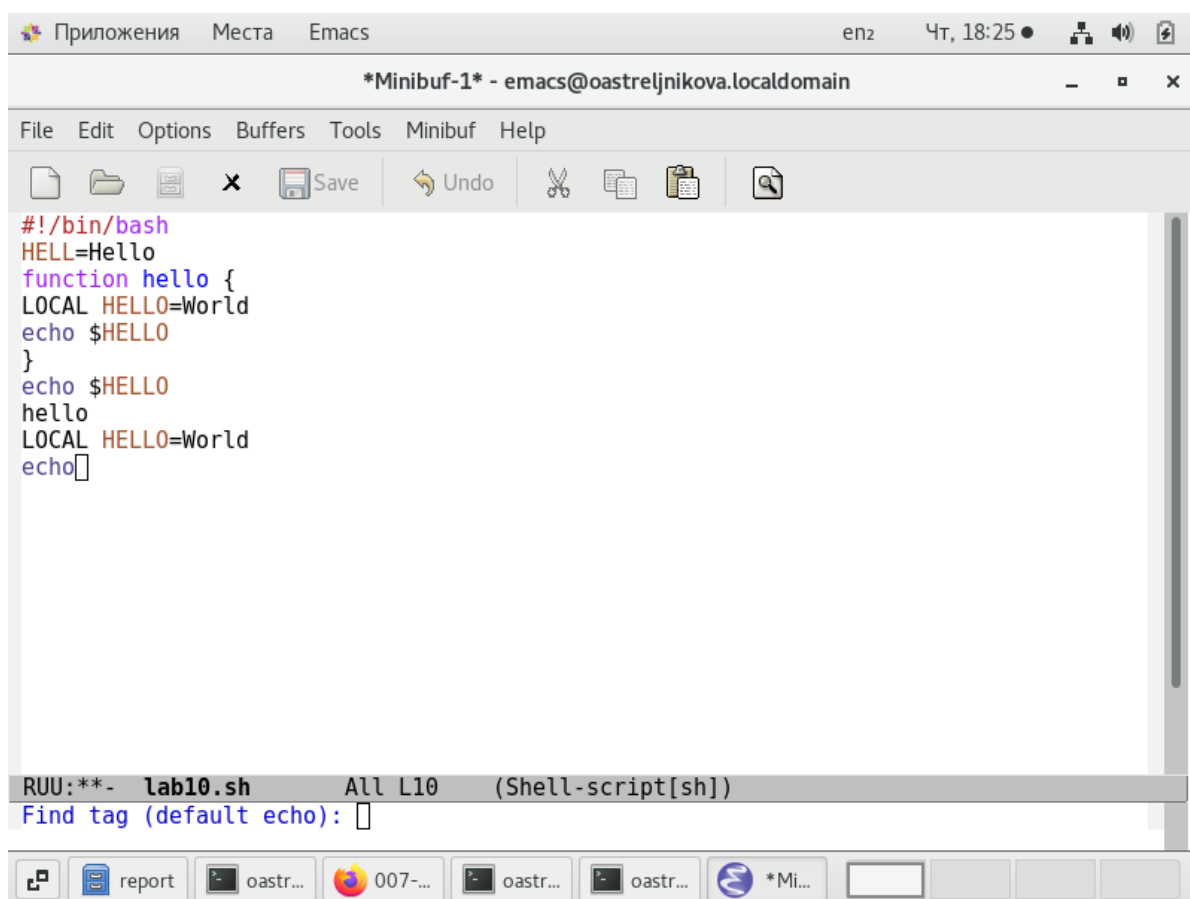 Приложения Места Emacs en₂ Чт, 18:25
*Minibuf-1* - emacs@oastreljnikova.localdomain
File Edit Options Buffers Tools Minibuf Help
Save Undo
#!/bin/bash
HELL=Hello
function hello {
LOCAL HELLO=World
echo $HELLO
}
echo $HELLO
hello
LOCAL HELLO=World
echo
RUU:**- lab10.sh All L10 (Shell-script[sh])
Find tag (default echo):
report oastr... 007-... oastr... oastr... *Mi...